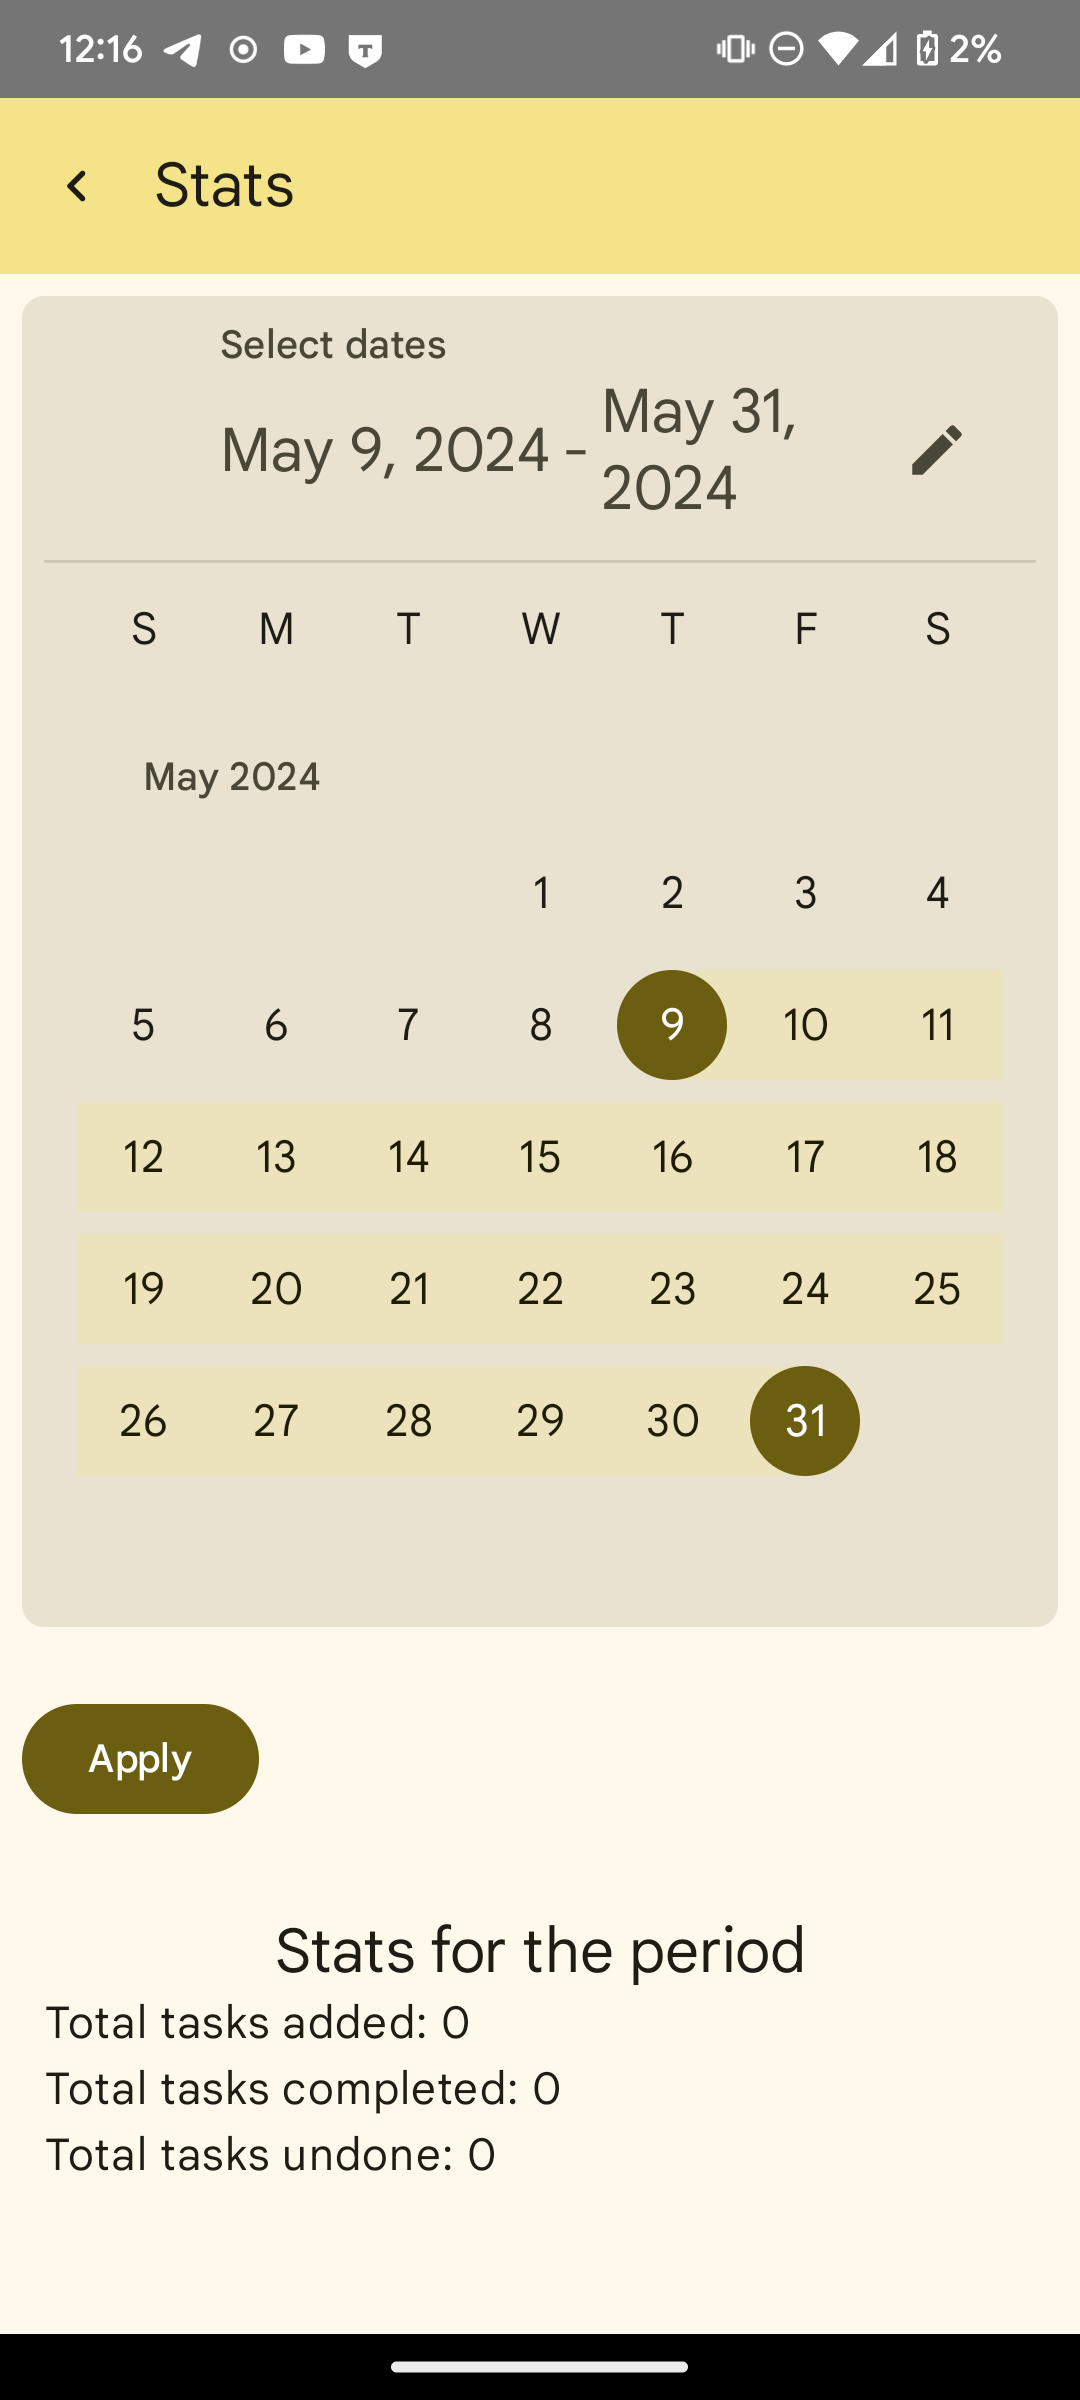 12:16 2%
Stats
Select dates
May 9, 2024 - May 31, 2024
S M T W T F S
May 2024
1 2 3 4
5 6 7 8 9 10 11
12 13 14 15 16 17 18
19 20 21 22 23 24 25
26 27 28 29 30 31
Apply
Stats for the period
Total tasks added: 0
Total tasks completed: 0
Total tasks undone: 0